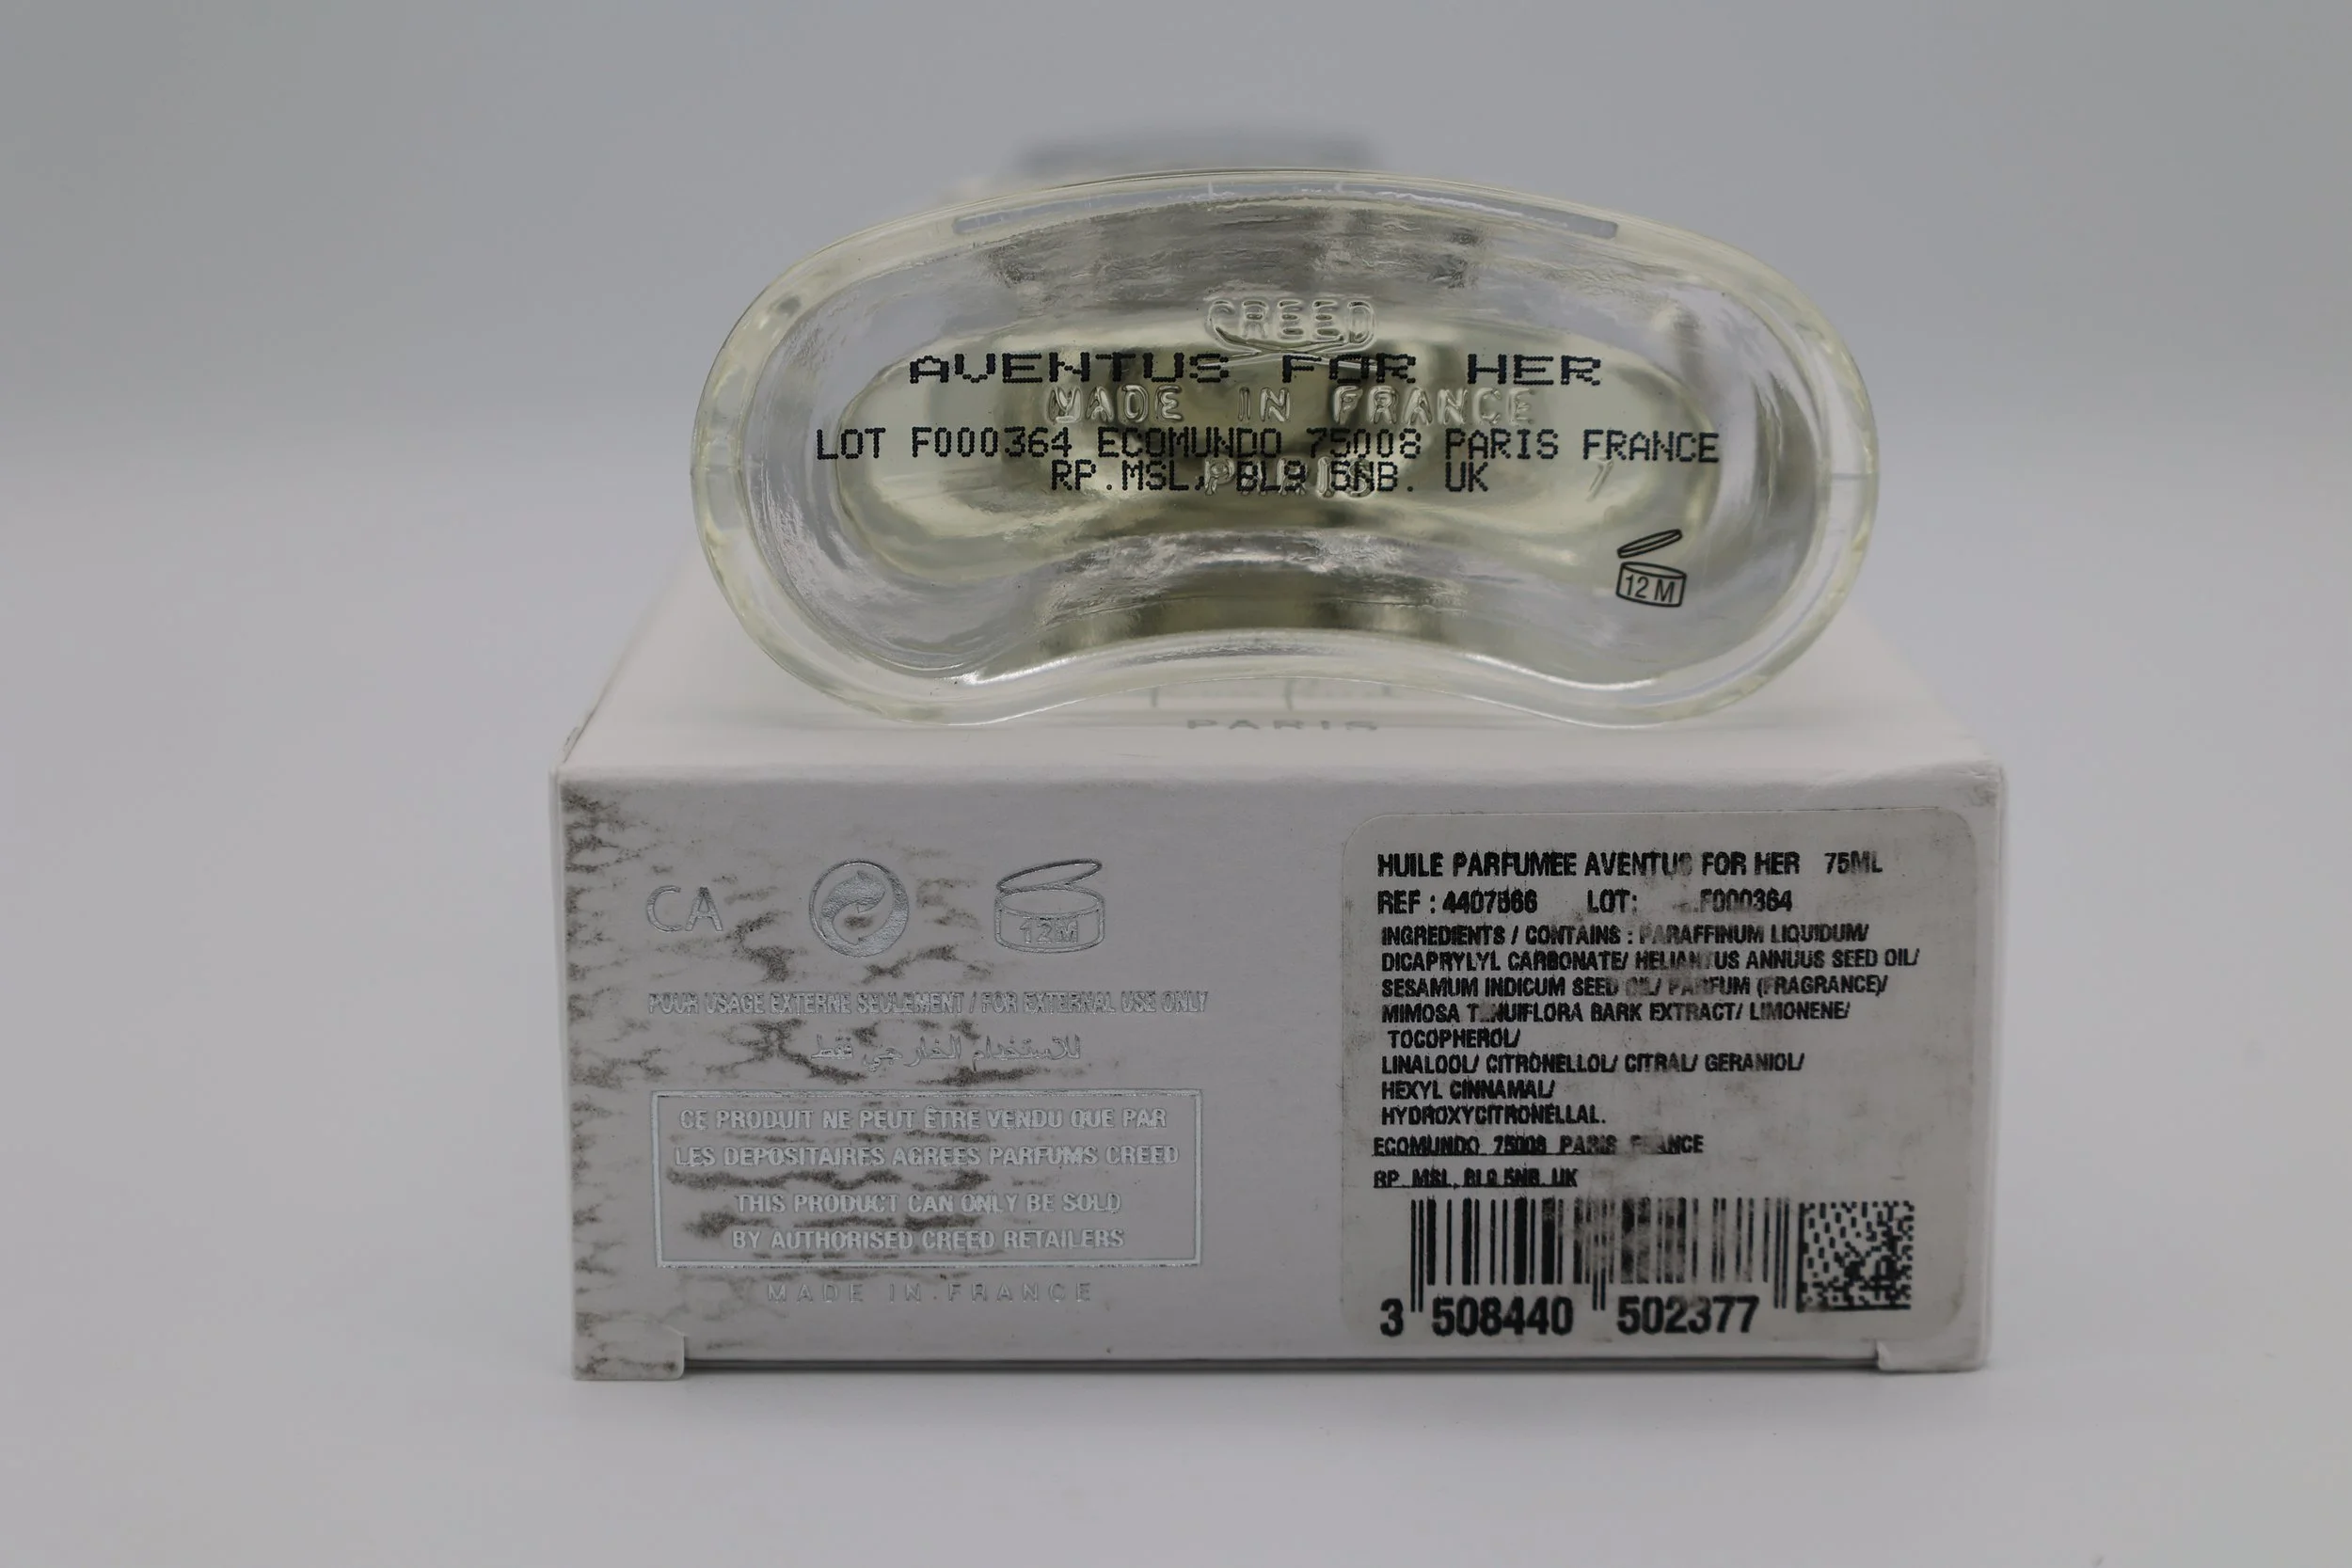 CREED
AVENTUS FOR HER
MADE IN FRANCE
LOT F000364 ECOMUNDO 75008 PARIS FRANCE
PARIS
RP.MSL, BL9 5NB. UK
7
12 M
PARIS
CA
12M
POUR USAGE EXTERNE SEULEMENT / FOR EXTERNAL USE ONLY
للاستخدام الخارجي فقط
CE PRODUIT NE PEUT ÊTRE VENDU QUE PAR
LES DEPOSITAIRES AGREES PARFUMS CREED
THIS PRODUCT CAN ONLY BE SOLD
BY AUTHORISED CREED RETAILERS
MADE IN FRANCE
HUILE PARFUMEE AVENTUS FOR HER 75ML
REF : LOT: F000364
INGREDIENTS / CONTAINS : PARAFFINUM LIQUIDUM/
DICAPRYLYL CARBONATE/ HELIANTUS ANNUUS SEED OIL/
SESAMUM INDICUM SEED OIL/ PARFUM (FRAGRANCE)/
MIMOSA TENUIFLORA BARK EXTRACT/ LIMONENE/
TOCOPHEROL/
LINALOOL/ CITRONELLOL/ CITRAL/ GERANIOL/
HEXYL CINNAMAL/
HYDROXYCITRONELLAL.
ECOMUNDO 75008 PARIS FRANCE
RP. MSL, BL9 5NB. UK
3 508440 502377